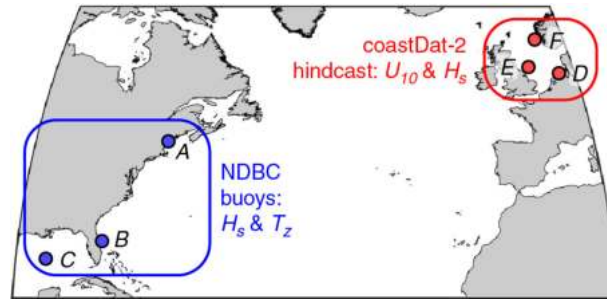 coastDat-2
hindcast: U10 & Hs
F
E
D
A
NDBC
buoys:
Hs & Tz
B
C